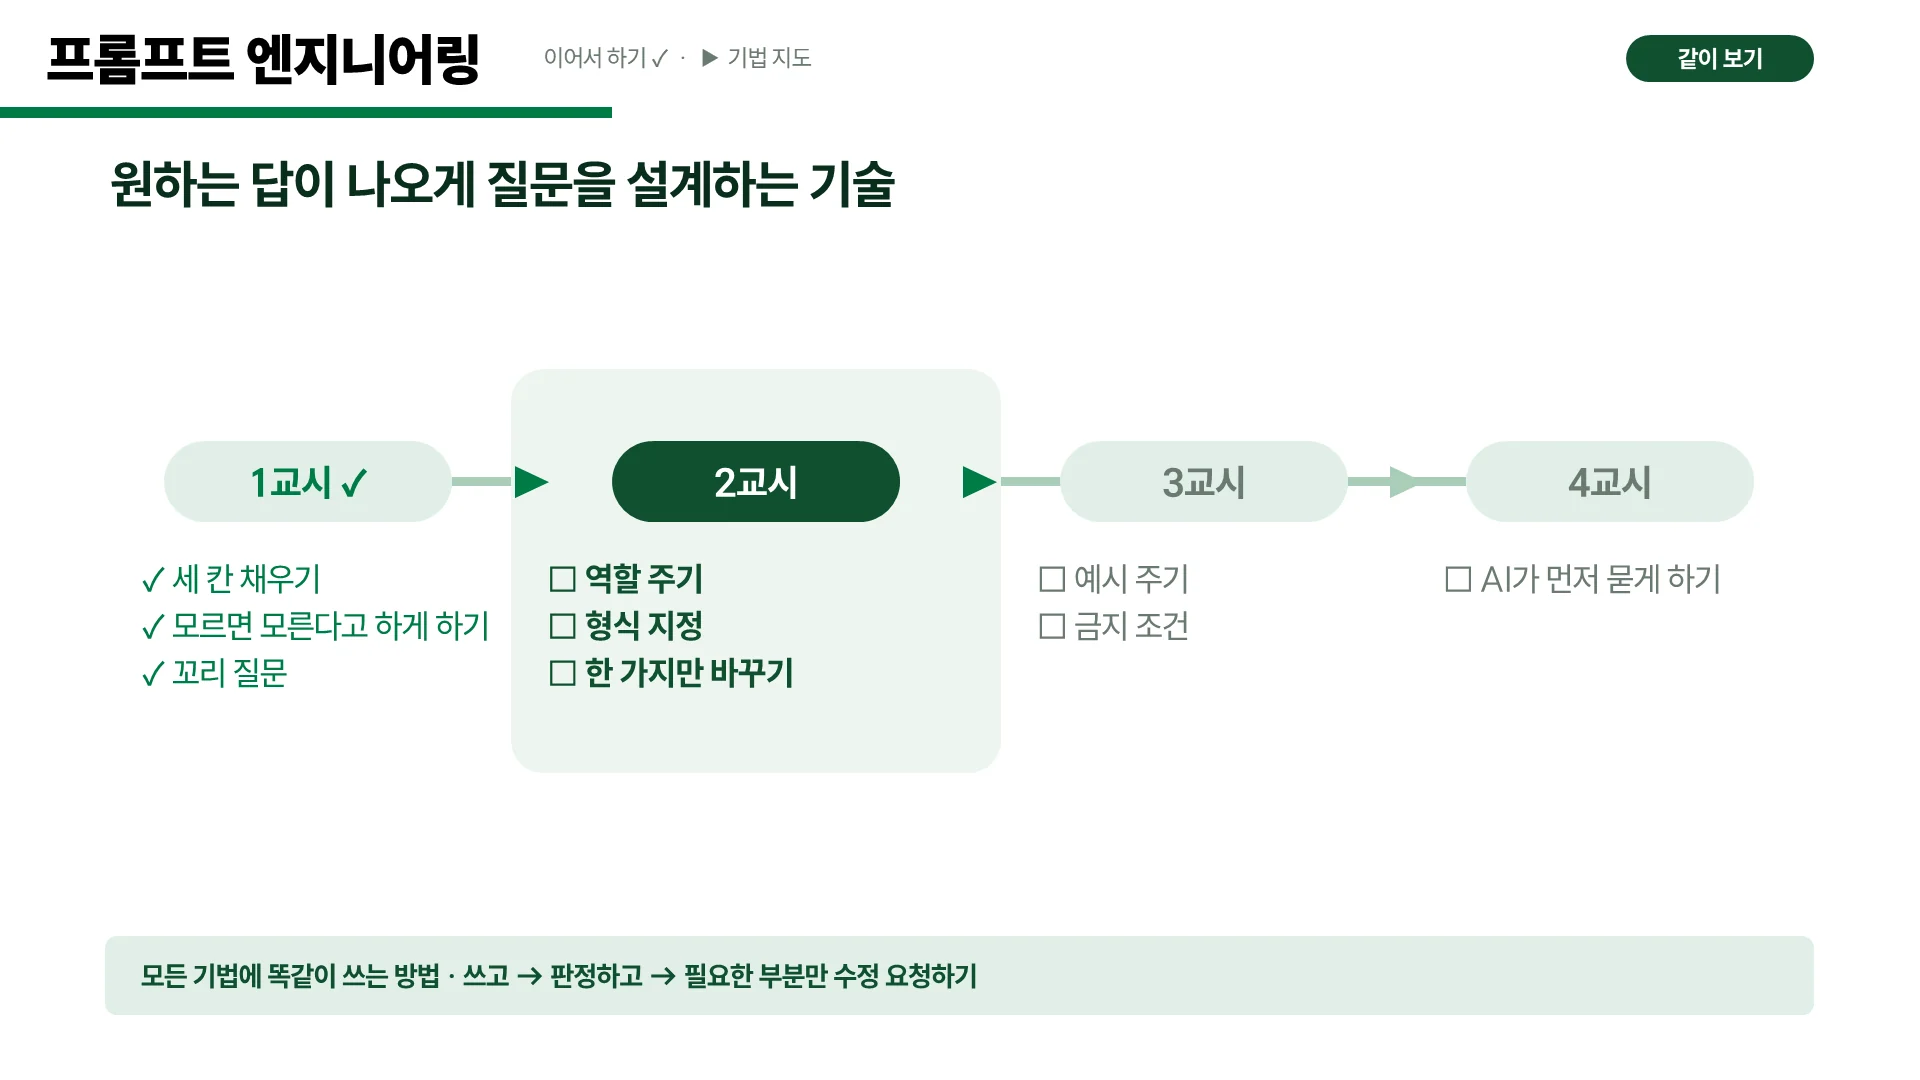 프롬프트 엔지니어링
이어서 하기 ✓ · ▶ 기법 지도
같이 보기
원하는 답이 나오게 질문을 설계하는 기술
1교시 ✓
✓ 세 칸 채우기
✓ 모르면 모른다고 하게 하기
✓ 꼬리 질문
2교시
☐ 역할 주기
☐ 형식 지정
☐ 한 가지만 바꾸기
3교시
☐ 예시 주기
☐ 금지 조건
4교시
☐ AI가 먼저 묻게 하기
모든 기법에 똑같이 쓰는 방법 · 쓰고 → 판정하고 → 필요한 부분만 수정 요청하기